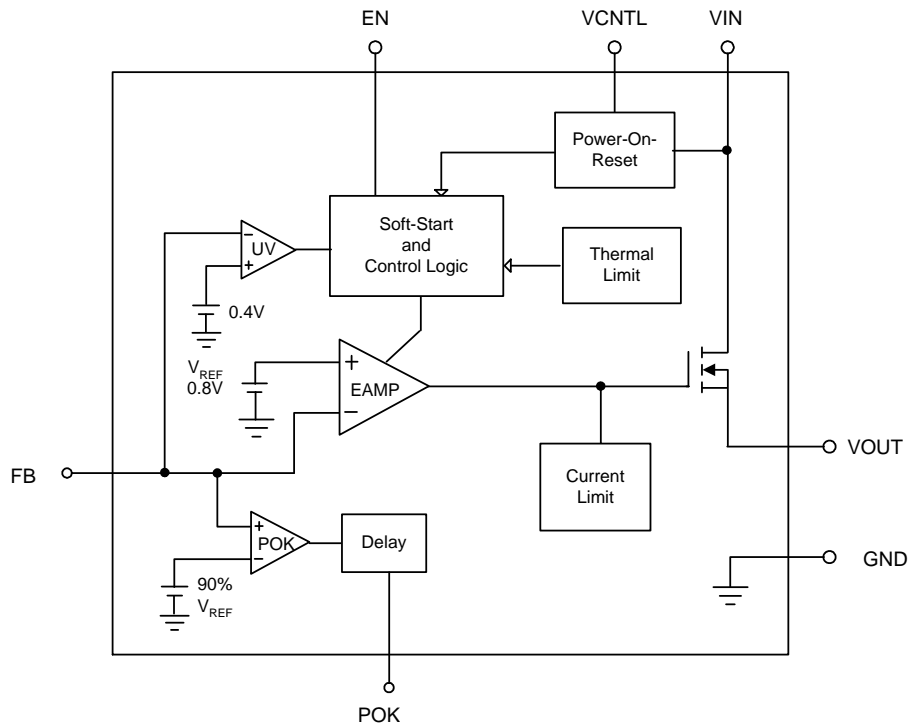 EN
VCNTL
VIN
Power-On-
Reset
Soft-Start
and
Control Logic
UV
-
+
Thermal
Limit
0.4V
VREF
0.8V
+
EAMP
-
VOUT
FB
Current
Limit
+
POK
-
Delay
GND
90%
VREF
POK